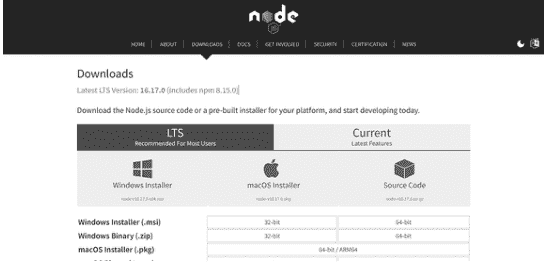 node
HOME ABOUT DOWNLOADS DOCS GET INVOLVED SECURITY CERTIFICATION NEWS
Downloads
Latest LTS Version: 16.17.0 (includes npm 8.15.0)
Download the Node.js source code or a pre-built installer for your platform, and start developing today.
LTS Current
Recommended For Most Users Latest Features
Windows Installer macOS Installer Source Code
Windows Installer (.msi) 32-bit 64-bit
Windows Binary (.zip) 32-bit 64-bit
macOS Installer (.pkg) 64-bit / ARM64